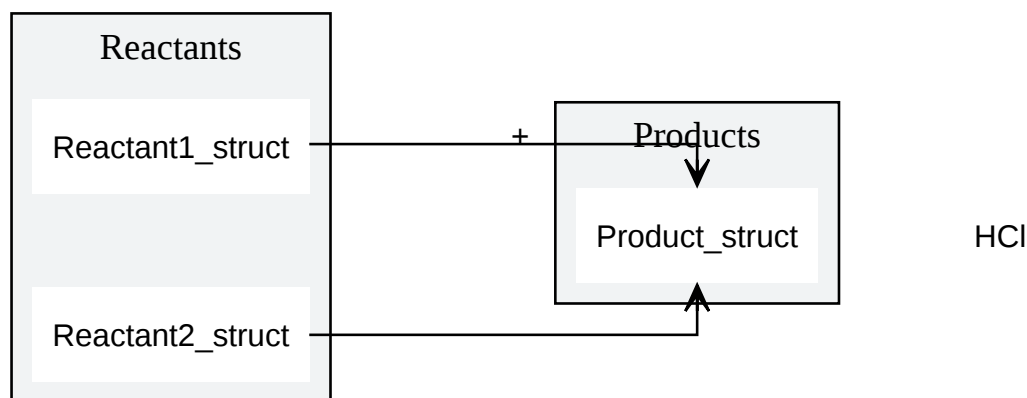 Reactants
Reactant1_struct
+
Products
Product_struct
HCl
Reactant2_struct